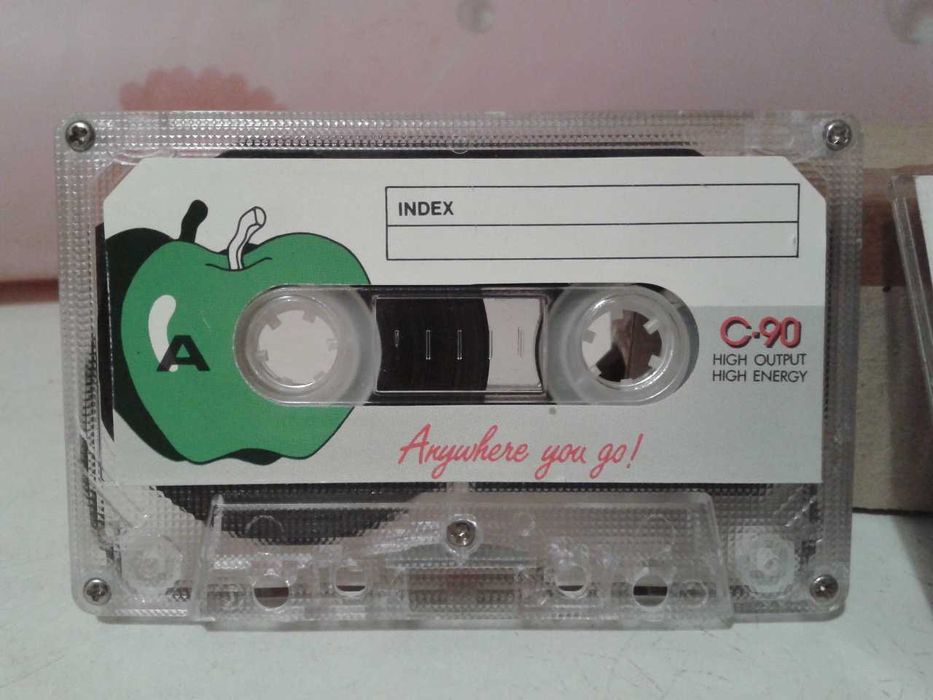 INDEX
A
C·90
HIGH OUTPUT
HIGH ENERGY
Anywhere you go!